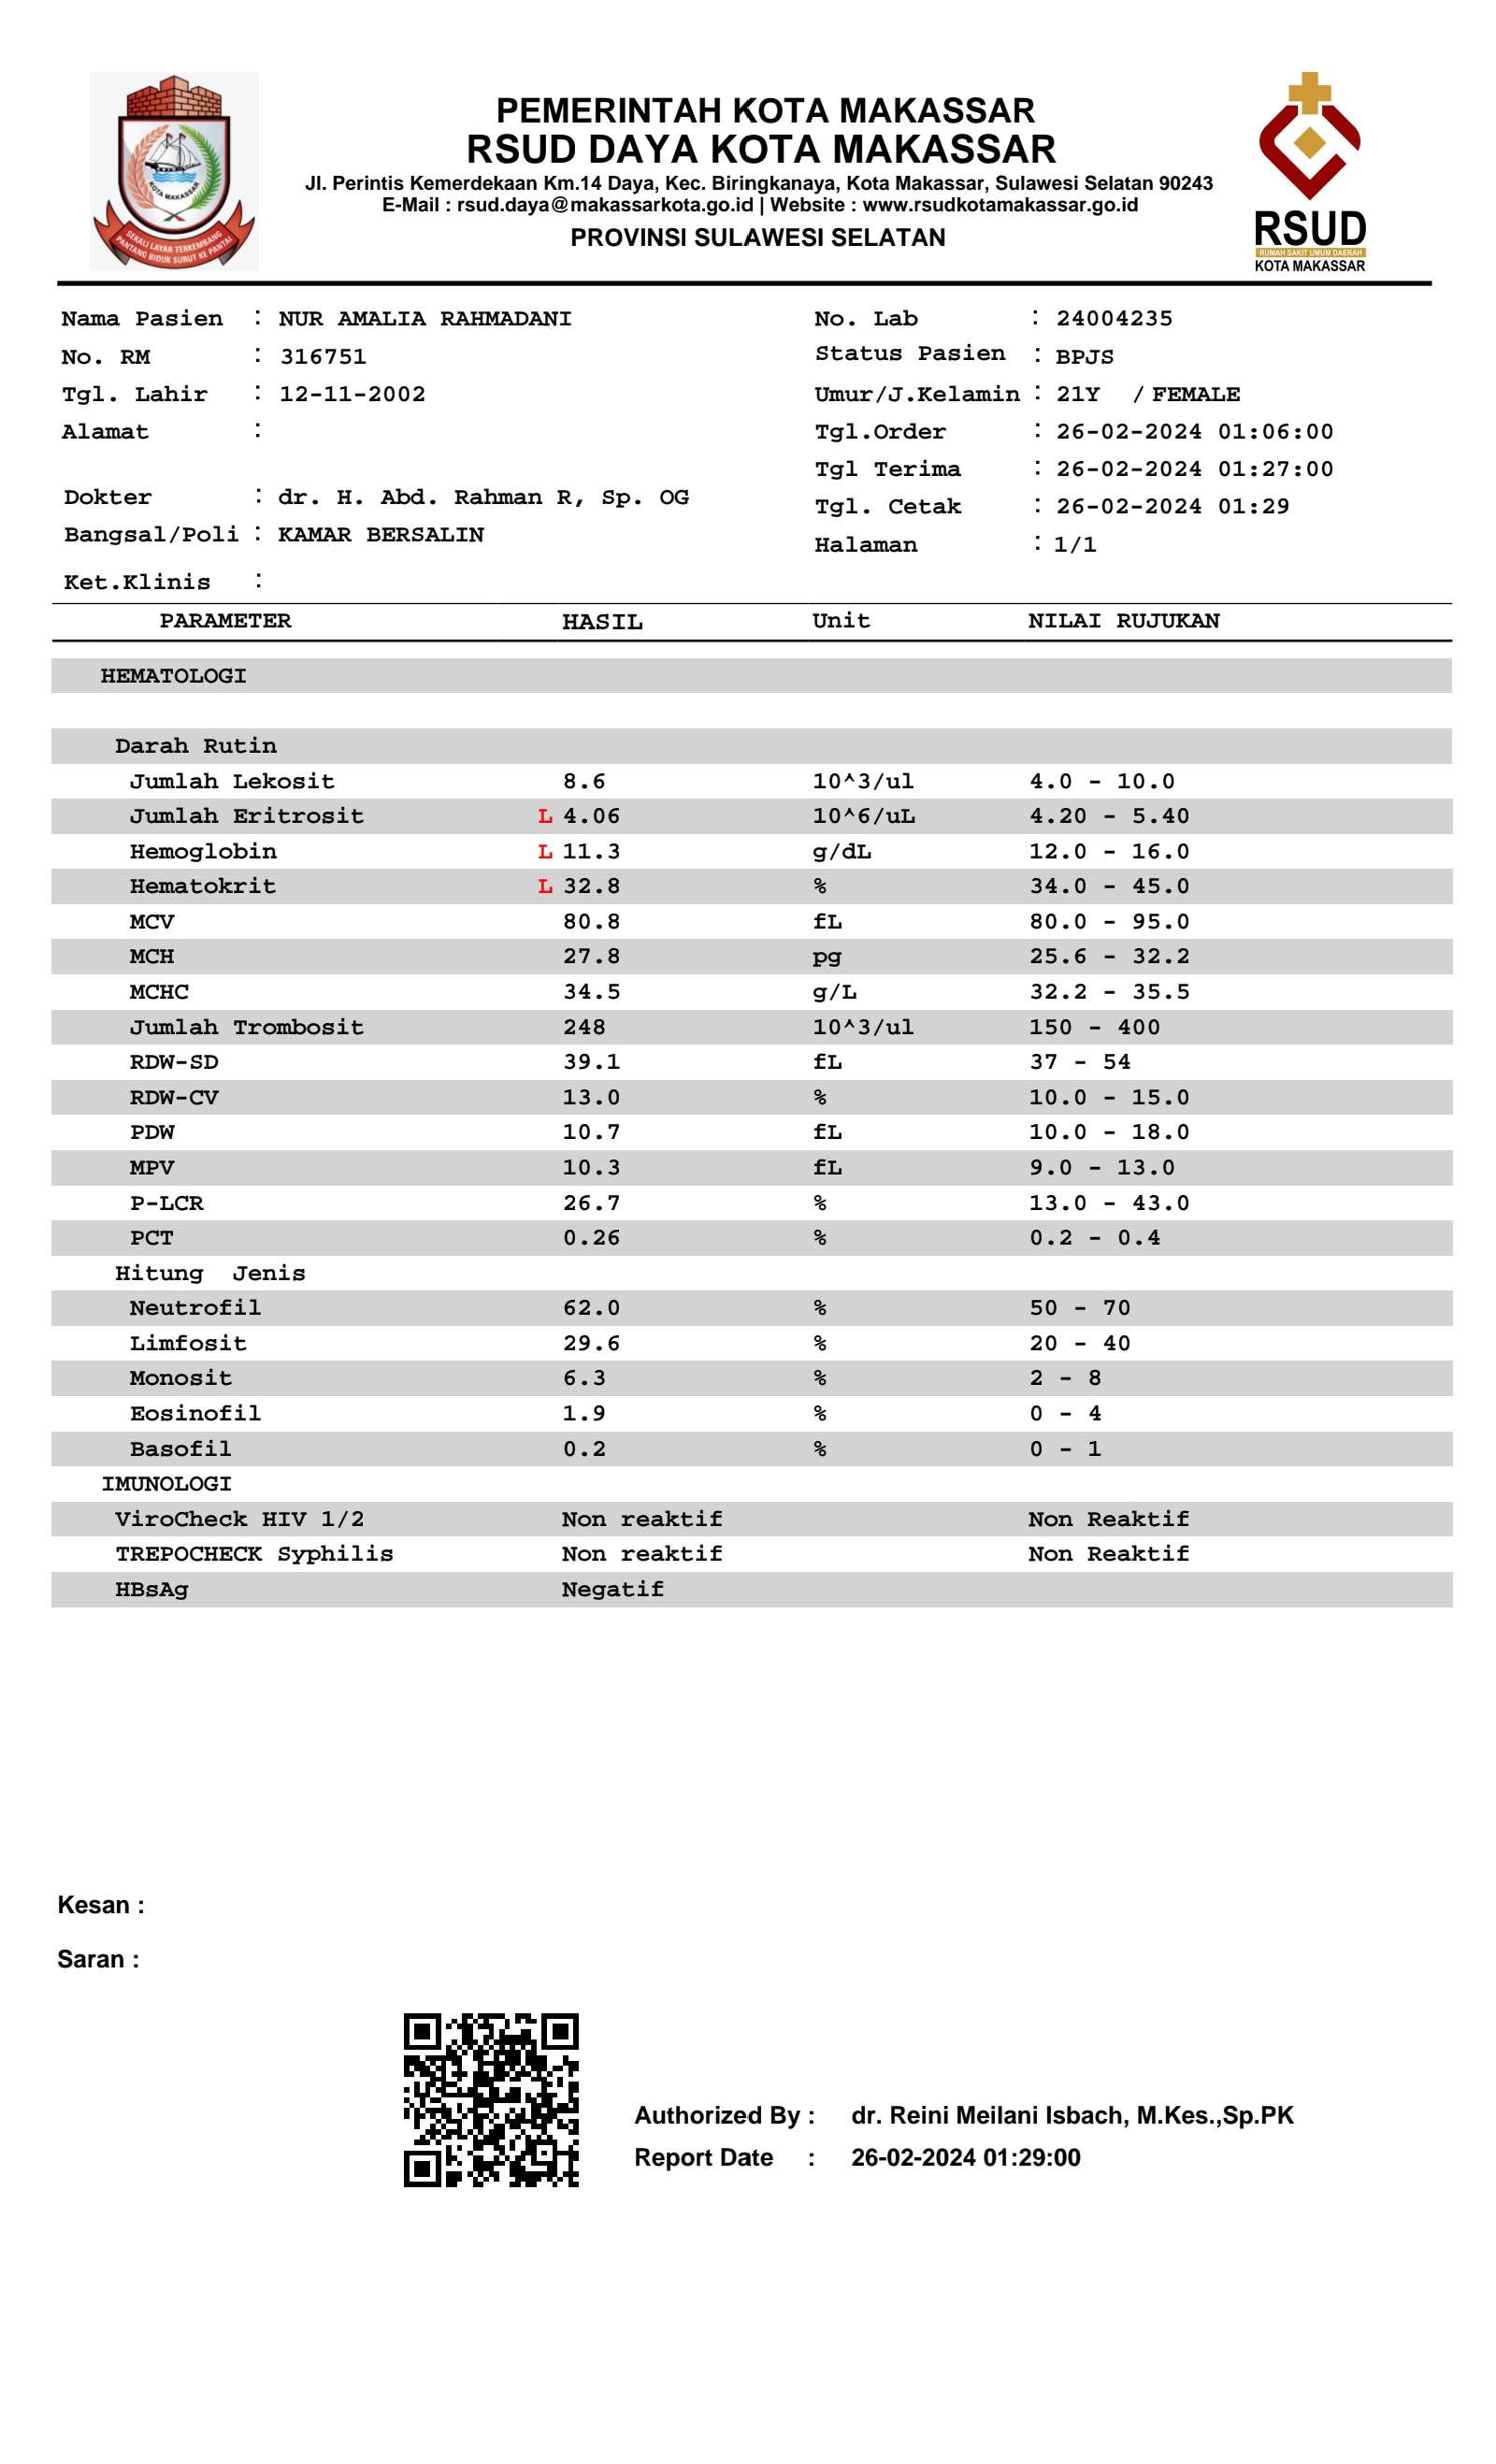 PEMERINTAH KOTA MAKASSAR
RSUD DAYA KOTA MAKASSAR
Jl. Perintis Kemerdekaan Km.14 Daya, Kec. Biringkanaya, Kota Makassar, Sulawesi Selatan 90243
E-Mail : rsud.daya@makassarkota.go.id | Website : www.rsudkotamakassar.go.id
PROVINSI SULAWESI SELATAN
KOTA MAKASSAR
SEKALI LAYAR TERKEMBANG
PANTANG BIDUK SURUT KE PANTAI
RSUD
RUMAH SAKIT UMUM DAERAH
KOTA MAKASSAR
Nama Pasien : NUR AMALIA RAHMADANI No. Lab : 24004235
No. RM : 316751 Status Pasien : BPJS
Tgl. Lahir : 12-11-2002 Umur/J.Kelamin : 21Y / FEMALE
Alamat : Tgl.Order : 26-02-2024 01:06:00
Tgl Terima : 26-02-2024 01:27:00
Dokter : dr. H. Abd. Rahman R, Sp. OG Tgl. Cetak : 26-02-2024 01:29
Bangsal/Poli : KAMAR BERSALIN Halaman : 1/1
Ket.Klinis :
PARAMETER HASIL Unit NILAI RUJUKAN
HEMATOLOGI
Darah Rutin
Jumlah Lekosit 8.6 10^3/ul 4.0 - 10.0
Jumlah Eritrosit L 4.06 10^6/uL 4.20 - 5.40
Hemoglobin L 11.3 g/dL 12.0 - 16.0
Hematokrit L 32.8 % 34.0 - 45.0
MCV 80.8 fL 80.0 - 95.0
MCH 27.8 pg 25.6 - 32.2
MCHC 34.5 g/L 32.2 - 35.5
Jumlah Trombosit 248 10^3/ul 150 - 400
RDW-SD 39.1 fL 37 - 54
RDW-CV 13.0 % 10.0 - 15.0
PDW 10.7 fL 10.0 - 18.0
MPV 10.3 fL 9.0 - 13.0
P-LCR 26.7 % 13.0 - 43.0
PCT 0.26 % 0.2 - 0.4
Hitung Jenis
Neutrofil 62.0 % 50 - 70
Limfosit 29.6 % 20 - 40
Monosit 6.3 % 2 - 8
Eosinofil 1.9 % 0 - 4
Basofil 0.2 % 0 - 1
IMUNOLOGI
ViroCheck HIV 1/2 Non reaktif Non Reaktif
TREPOCHECK Syphilis Non reaktif Non Reaktif
HBsAg Negatif
Kesan :
Saran :
Authorized By : dr. Reini Meilani Isbach, M.Kes.,Sp.PK
Report Date : 26-02-2024 01:29:00